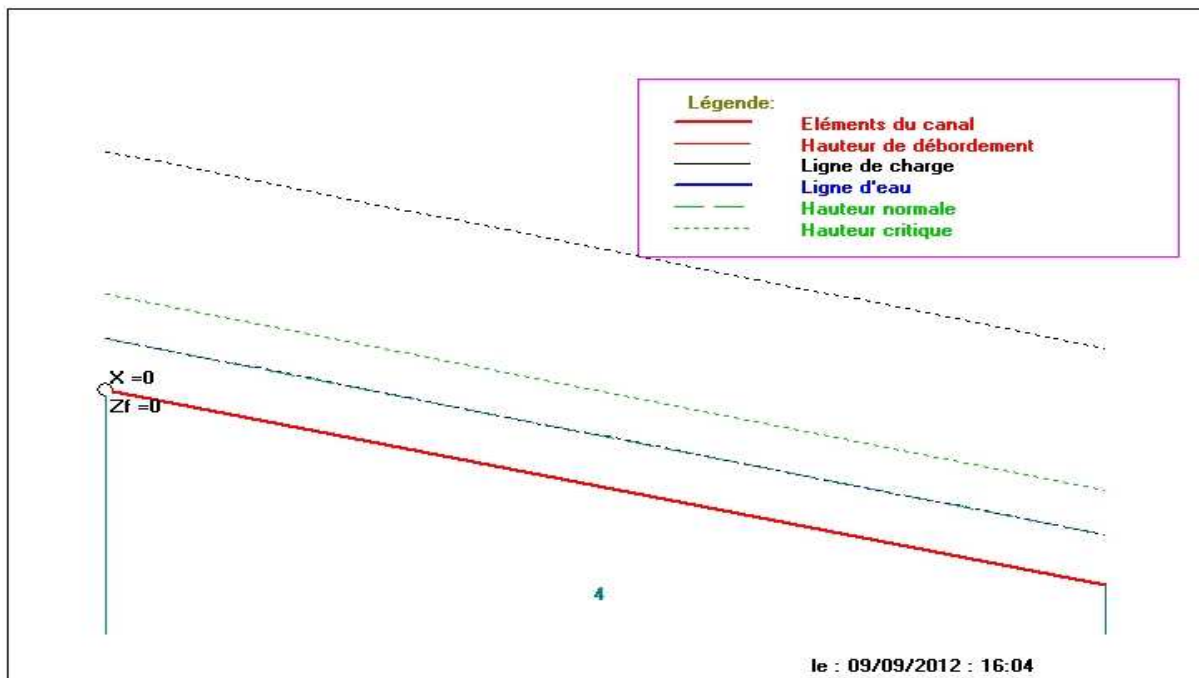 Légende:
Eléments du canal
Hauteur de débordement
Ligne de charge
Ligne d'eau
Hauteur normale
Hauteur critique
X =0
Zf =0
4
le : 09/09/2012 : 16:04